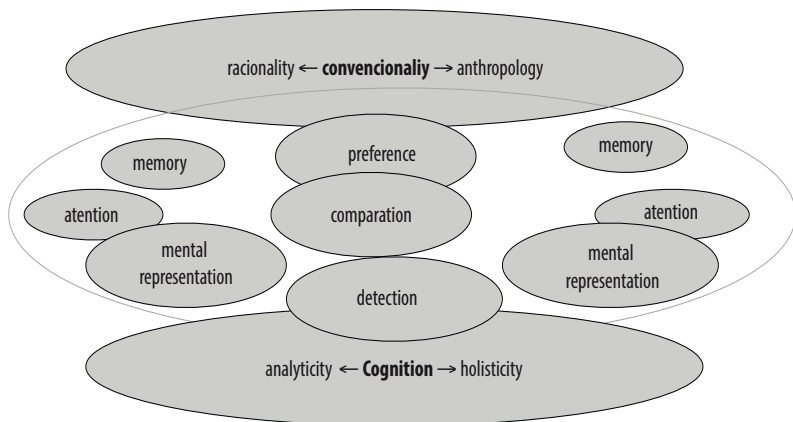 racionality ← convencionaliy → anthropology
preference
memory
memory
comparation
atention
atention
mental
representation
mental
representation
detection
analyticity ← Cognition → holisticity